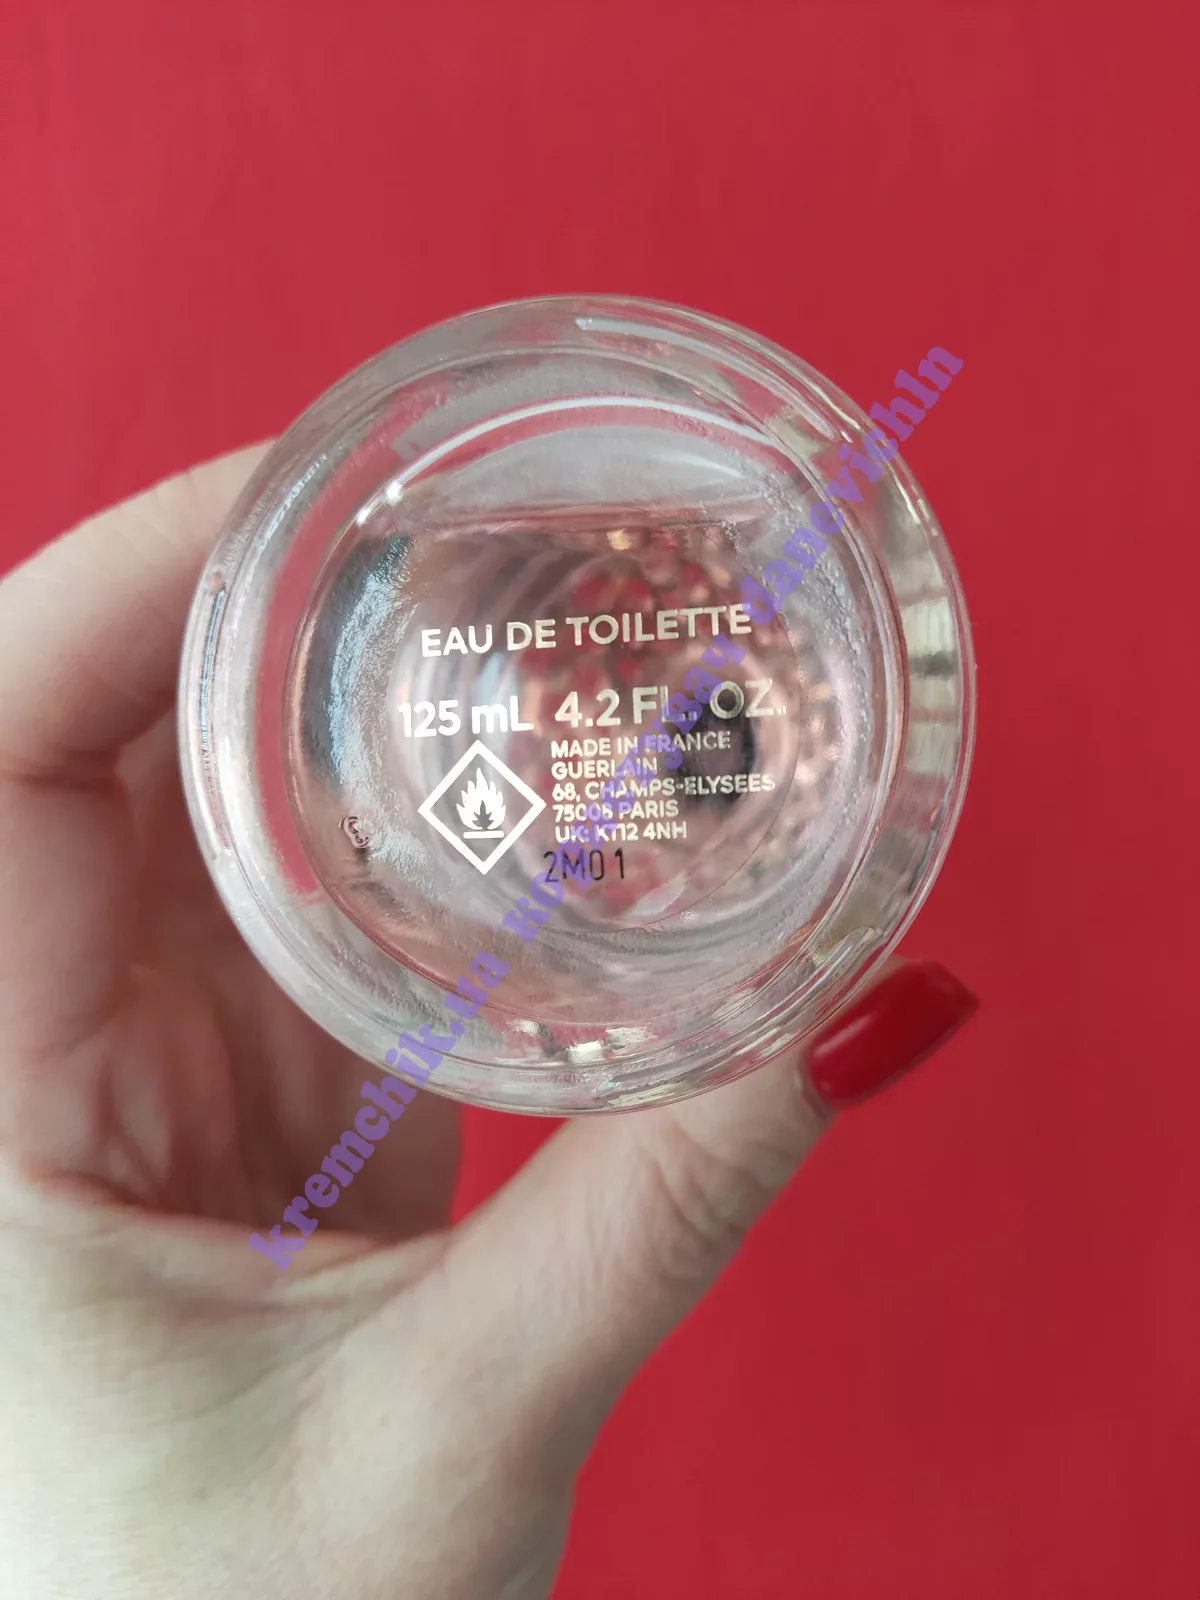 EAU DE TOILETTE
125 mL 4.2 FL. OZ.
MADE IN FRANCE
GUERLAIN
68, CHAMPS-ELYSEES
75008 PARIS
UK: KT12 4NH
2M01
kremchik.ua danevichln